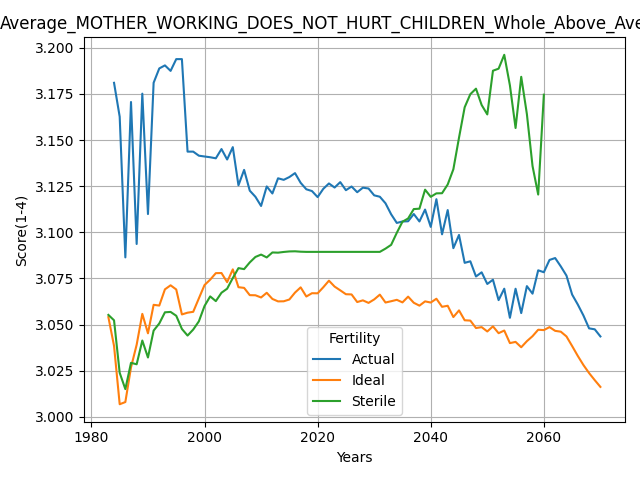 Average_MOTHER_WORKING_DOES_NOT_HURT_CHILDREN_Whole_Above_Ave
3.200
3.175
3.150
3.125
3.100
3.075
3.050
3.025
3.000
Score(1-4)
Fertility
Actual
Ideal
Sterile
1980
2000
2020
2040
2060
Years